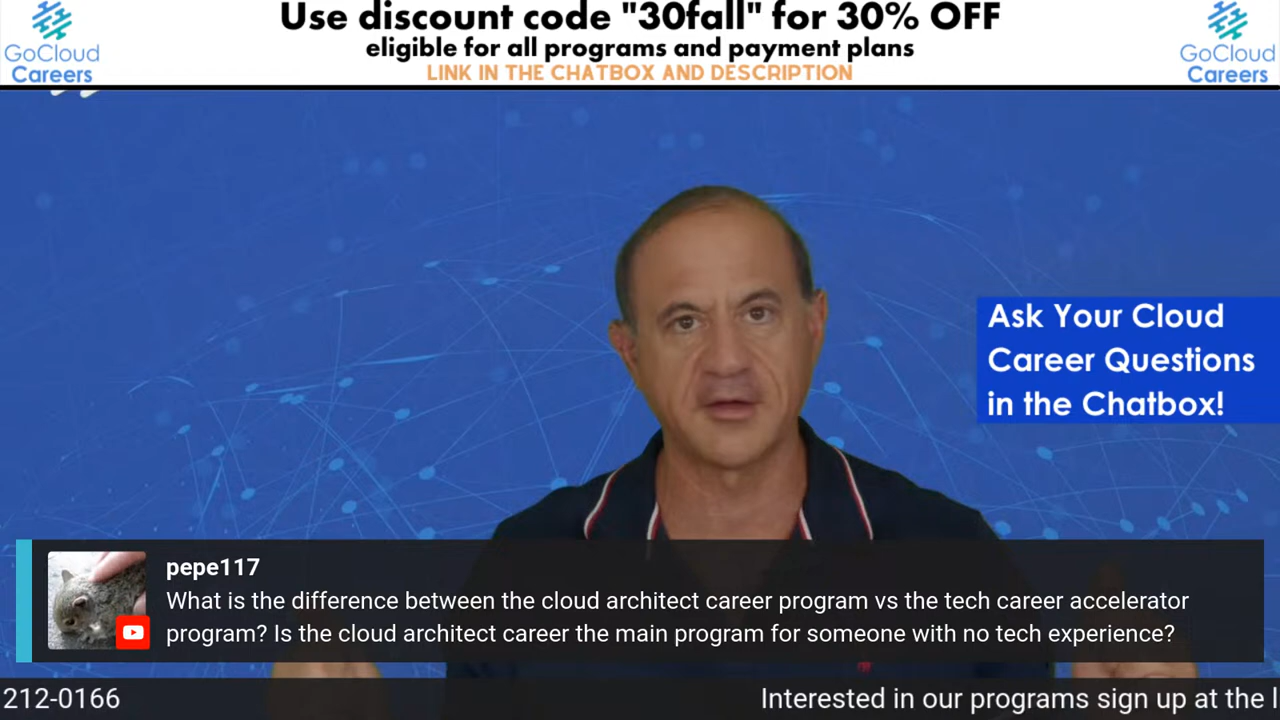 Use discount code "30fall" for 30% OFF
eligible for all programs and payment plans
LINK IN THE CHATBOX AND DESCRIPTION
GoCloud
Careers
GoCloud
Careers
Ask Your Cloud
Career Questions
in the Chatbox!
pepe117
What is the difference between the cloud architect career program vs the tech career accelerator
program? Is the cloud architect career the main program for someone with no tech experience?
212-0166
Interested in our programs sign up at the l